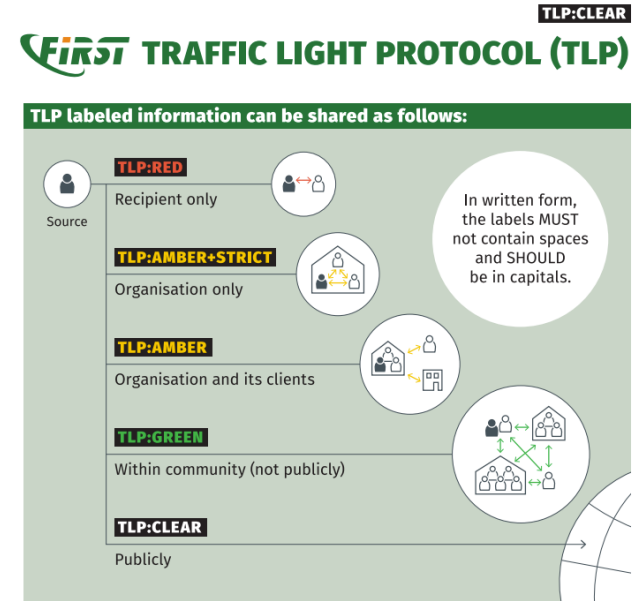 TLP:CLEAR
FiRST TRAFFIC LIGHT PROTOCOL (TLP)
TLP labeled information can be shared as follows:
Source
TLP:RED
Recipient only
In written form,
the labels MUST
not contain spaces
and SHOULD
be in capitals.
TLP:AMBER+STRICT
Organisation only
TLP:AMBER
Organisation and its clients
TLP:GREEN
Within community (not publicly)
TLP:CLEAR
Publicly